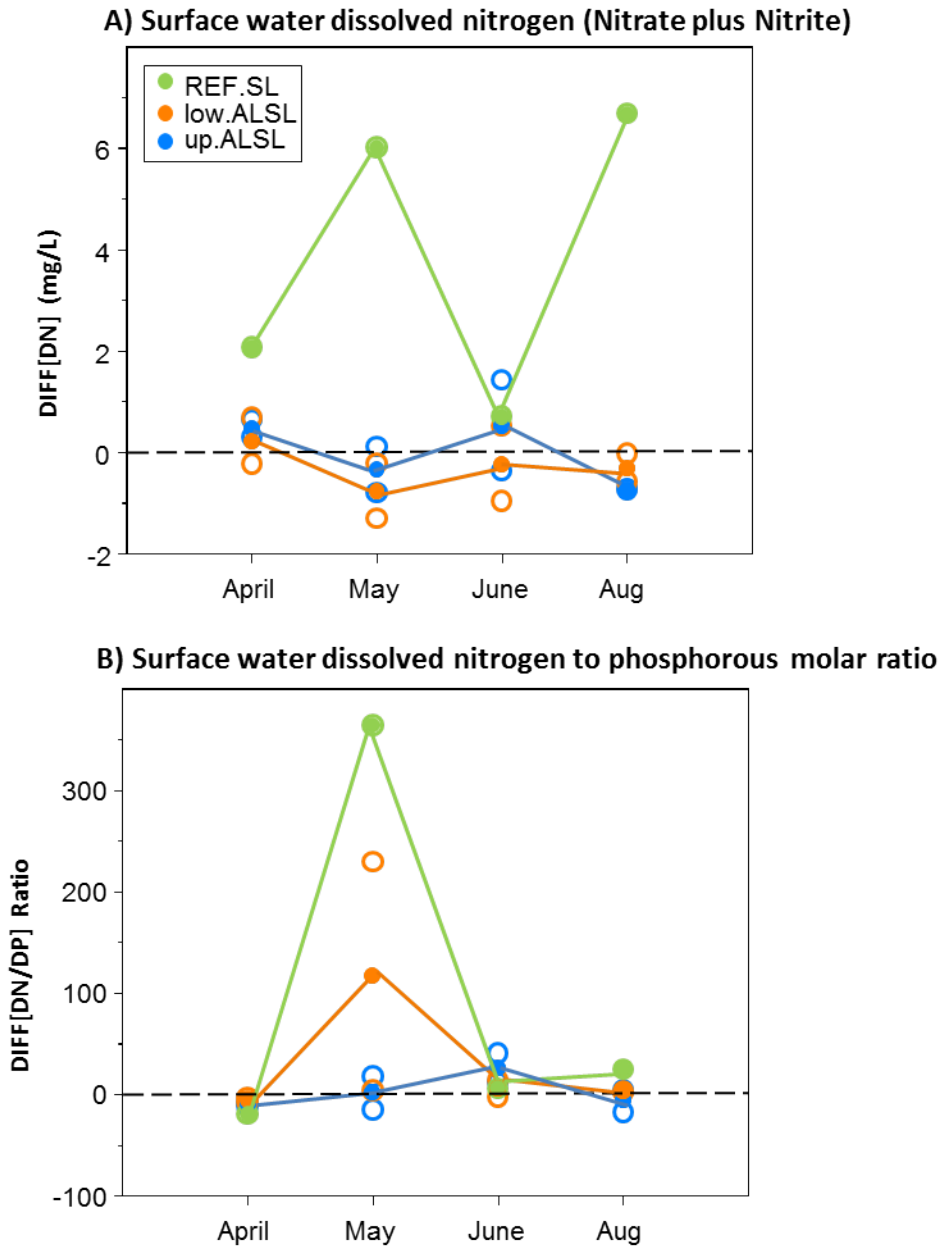 A) Surface water dissolved nitrogen (Nitrate plus Nitrite)
REF.SL
low.ALSL
up.ALSL
DIFF[DN] (mg/L)
6
4
2
0
-2
April May June Aug
B) Surface water dissolved nitrogen to phosphorous molar ratio
DIFF[DN/DP] Ratio
300
200
100
0
-100
April May June Aug